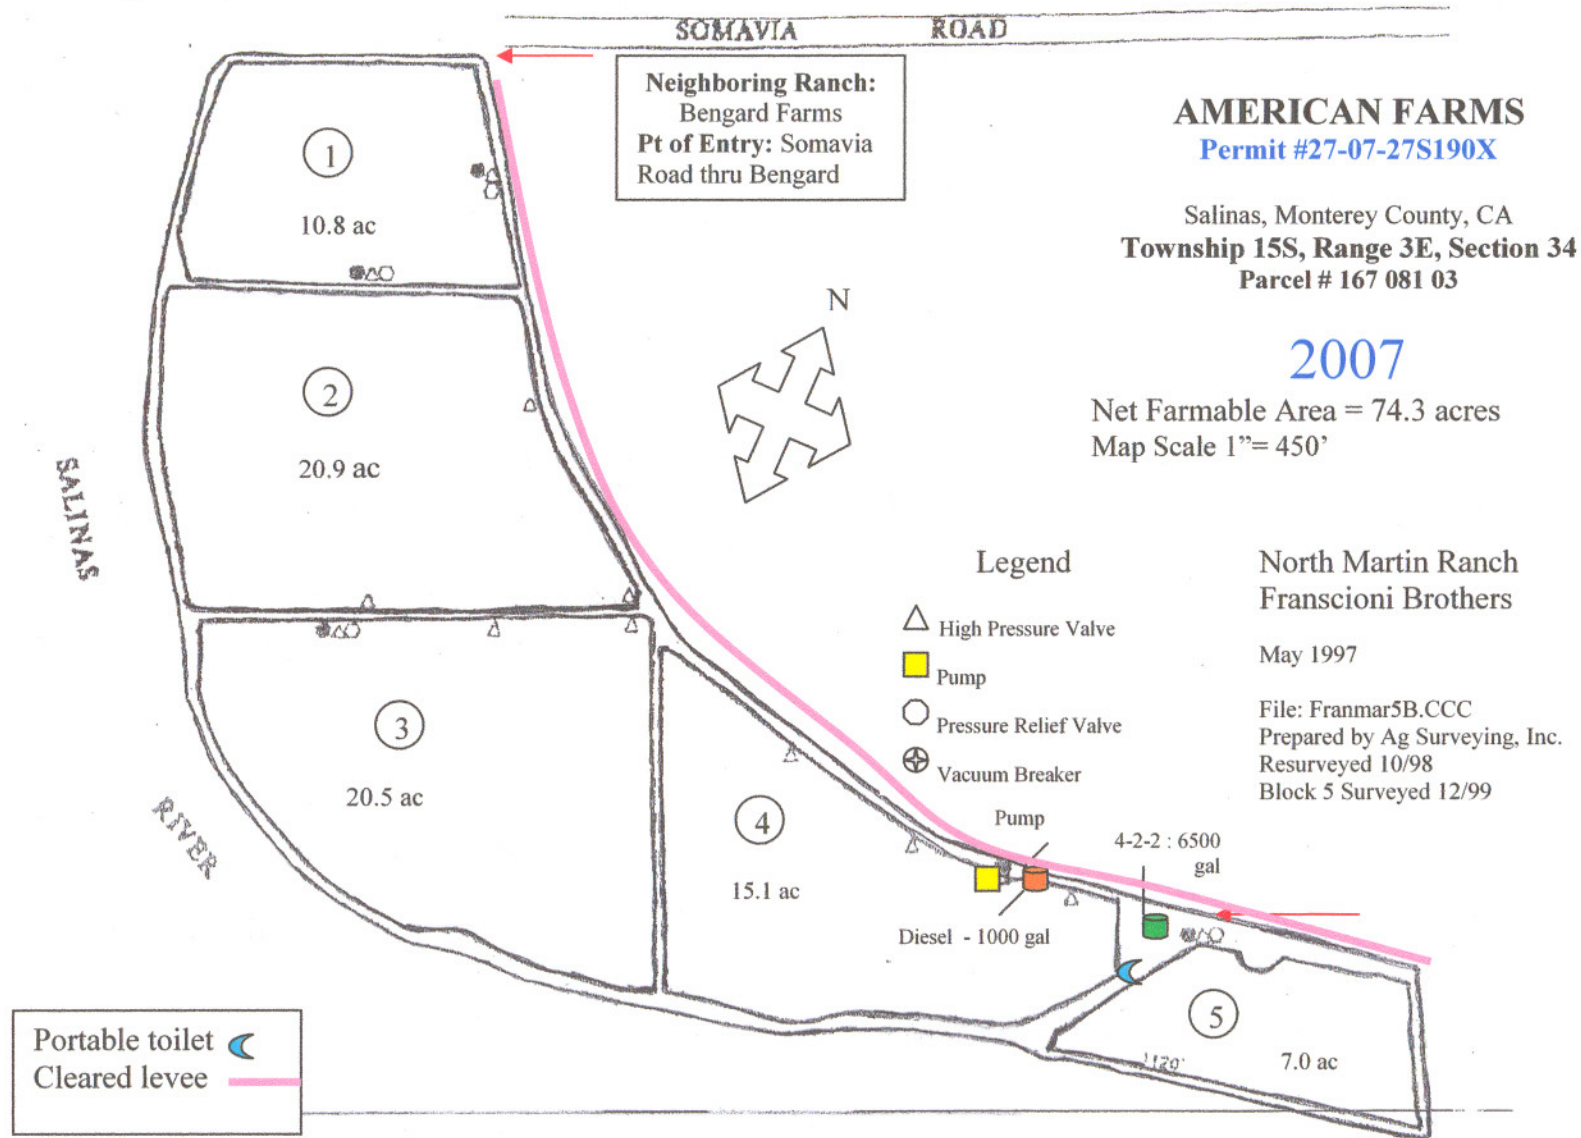 SOMAVIA ROAD
Neighboring Ranch:
Bengard Farms
Pt of Entry: Somavia
Road thru Bengard
AMERICAN FARMS
Permit #27-07-27S190X
Salinas, Monterey County, CA
Township 15S, Range 3E, Section 34
Parcel # 167 081 03
2007
Net Farmable Area = 74.3 acres
Map Scale 1”= 450’
N
1
10.8 ac
2
20.9 ac
SALINAS
RIVER
3
20.5 ac
4
15.1 ac
5
7.0 ac
120'
Legend
High Pressure Valve
Pump
Pressure Relief Valve
Vacuum Breaker
North Martin Ranch
Franscioni Brothers
May 1997
File: Franmar5B.CCC
Prepared by Ag Surveying, Inc.
Resurveyed 10/98
Block 5 Surveyed 12/99
Pump
4-2-2 : 6500
gal
Diesel - 1000 gal
Portable toilet
Cleared levee